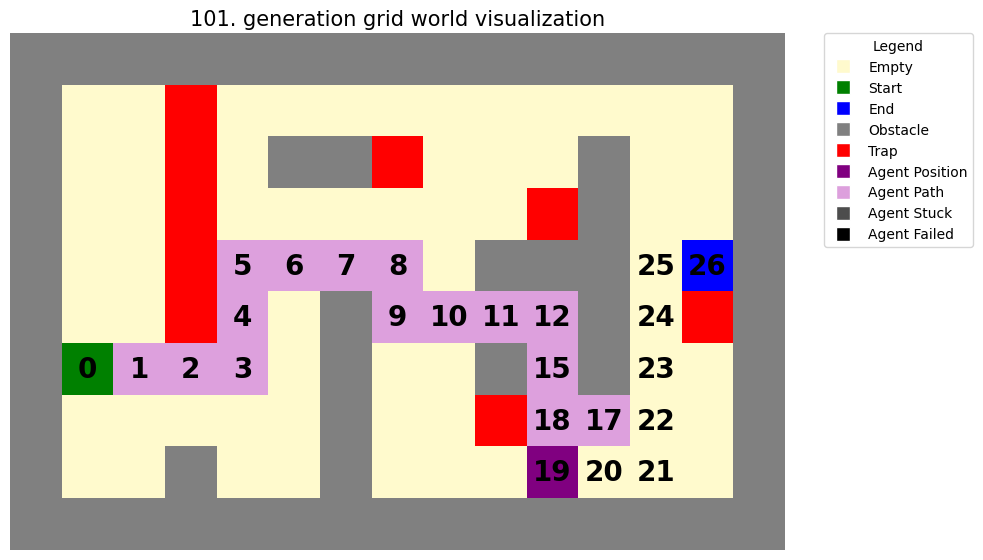 101. generation grid world visualization
Legend
Empty
Start
End
Obstacle
Trap
Agent Position
Agent Path
Agent Stuck
Agent Failed
5 6 7 8 25 26
4 9 10 11 12 24
0 1 2 3 15 23
18 17 22
19 20 21